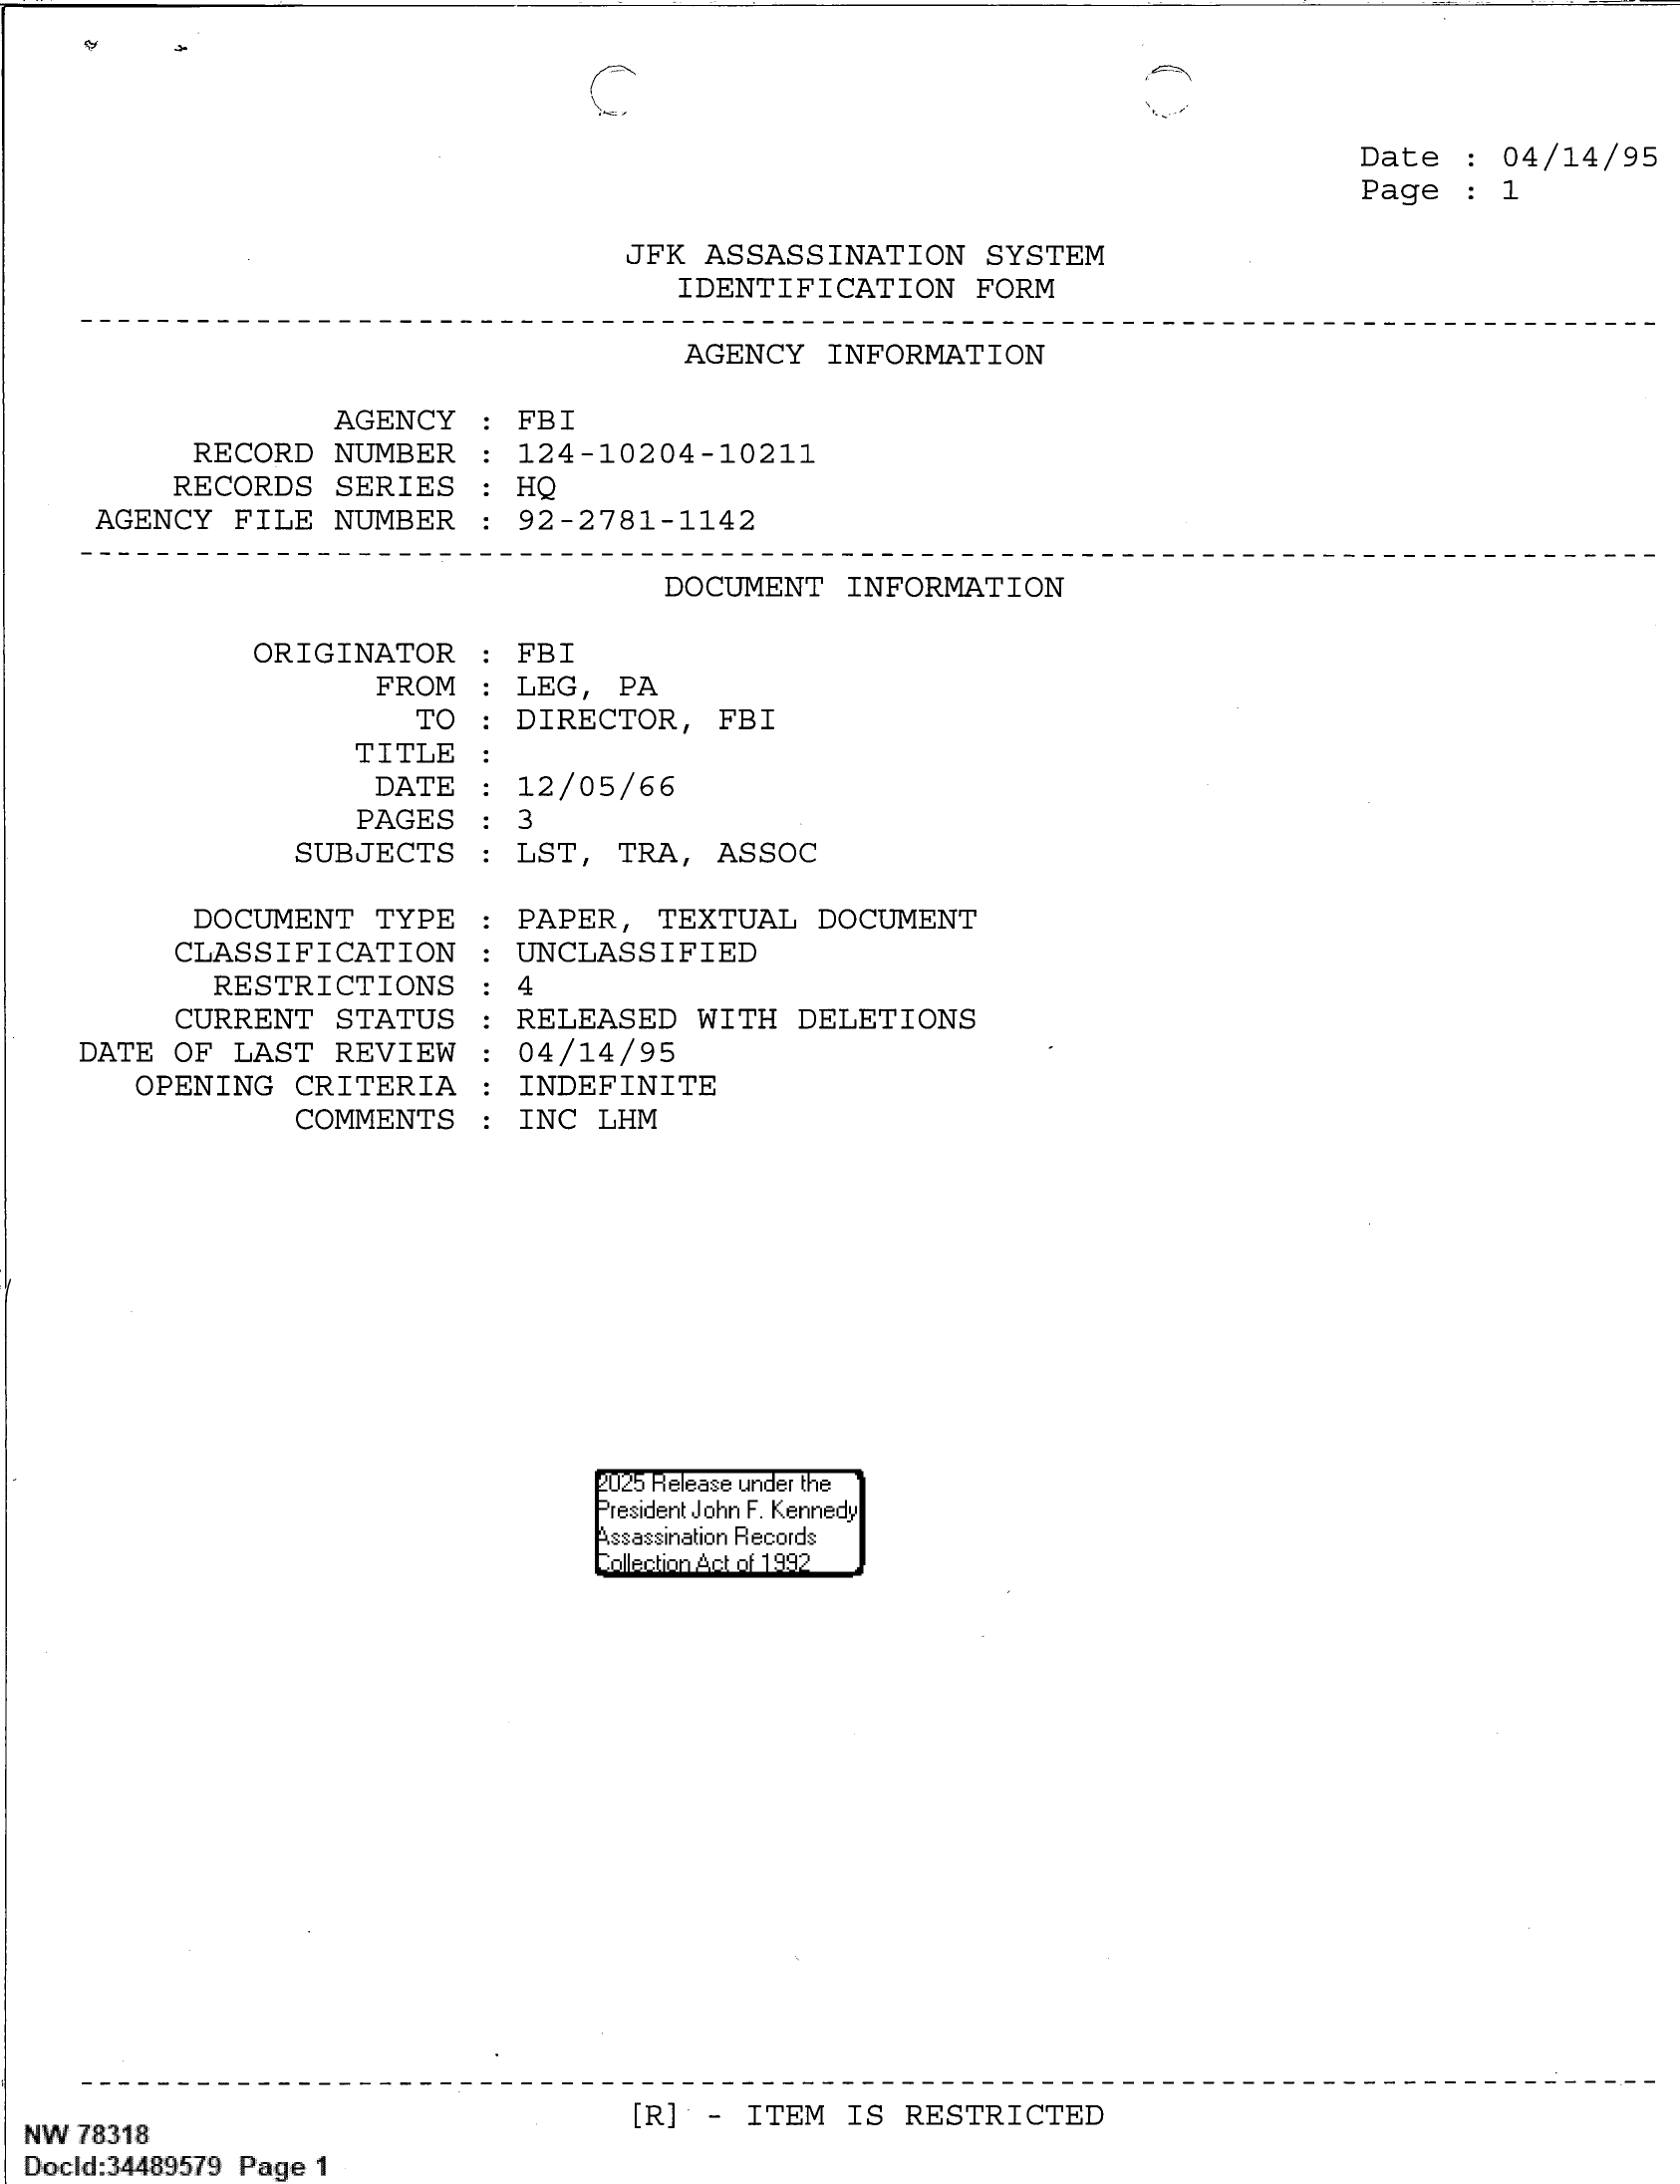 Date : 04/14/95
Page : 1
JFK ASSASSINATION SYSTEM
IDENTIFICATION FORM
--------------------------------------------------------------------------------
AGENCY INFORMATION
AGENCY : FBI
RECORD NUMBER : 124-10204-10211
RECORDS SERIES : HQ
AGENCY FILE NUMBER : 92-2781-1142
--------------------------------------------------------------------------------
DOCUMENT INFORMATION
ORIGINATOR : FBI
FROM : LEG, PA
TO : DIRECTOR, FBI
TITLE :
DATE : 12/05/66
PAGES : 3
SUBJECTS : LST, TRA, ASSOC
DOCUMENT TYPE : PAPER, TEXTUAL DOCUMENT
CLASSIFICATION : UNCLASSIFIED
RESTRICTIONS : 4
CURRENT STATUS : RELEASED WITH DELETIONS
DATE OF LAST REVIEW : 04/14/95
OPENING CRITERIA : INDEFINITE
COMMENTS : INC LHM
2025 Release under the
President John F. Kennedy
Assassination Records
Collection Act of 1992
--------------------------------------------------------------------------------
[R] - ITEM IS RESTRICTED
NW 78318
DocId:34489579 Page 1